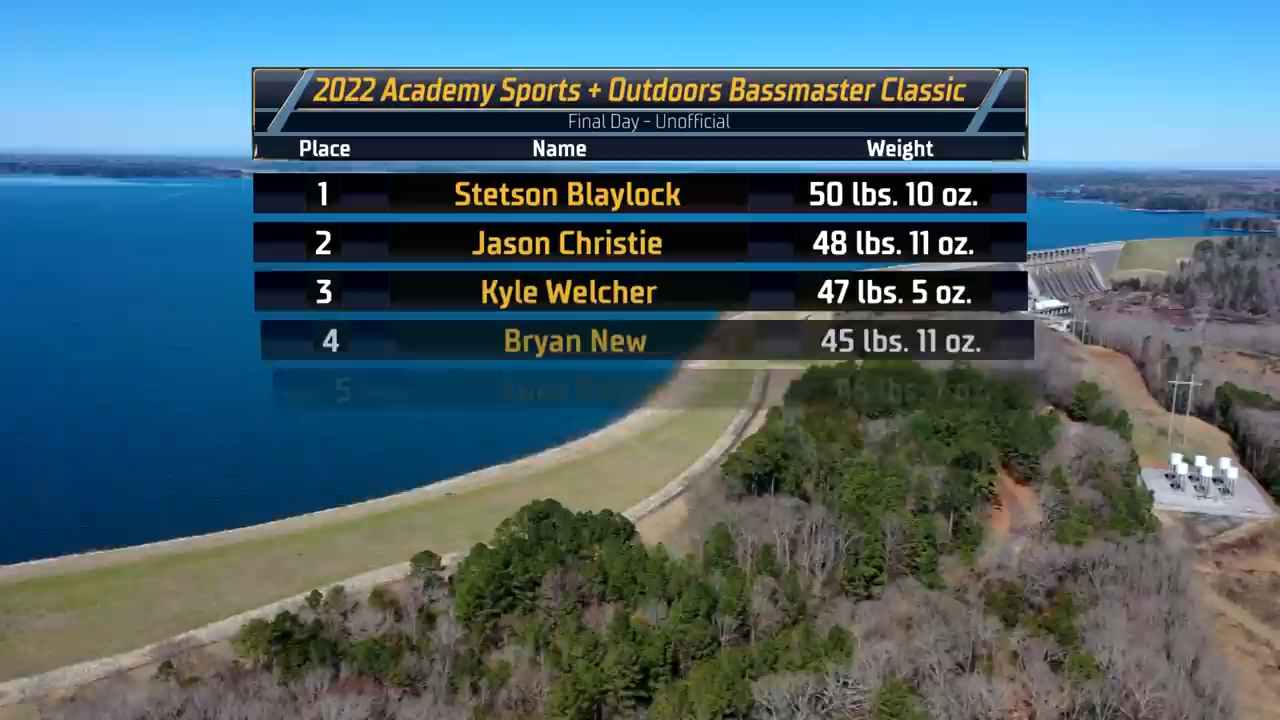 2022 Academy Sports + Outdoors Bassmaster Classic
Final Day - Unofficial
Place Name Weight
1 Stetson Blaylock 50 lbs. 10 oz.
2 Jason Christie 48 lbs. 11 oz.
3 Kyle Welcher 47 lbs. 5 oz.
4 Bryan New 45 lbs. 11 oz.
5